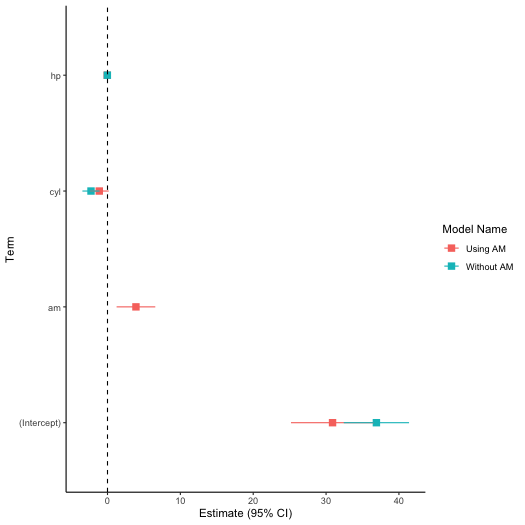 hp
cyl
am
(Intercept)
Term
0 10 20 30 40
Estimate (95% CI)
Model Name
Using AM
Without AM